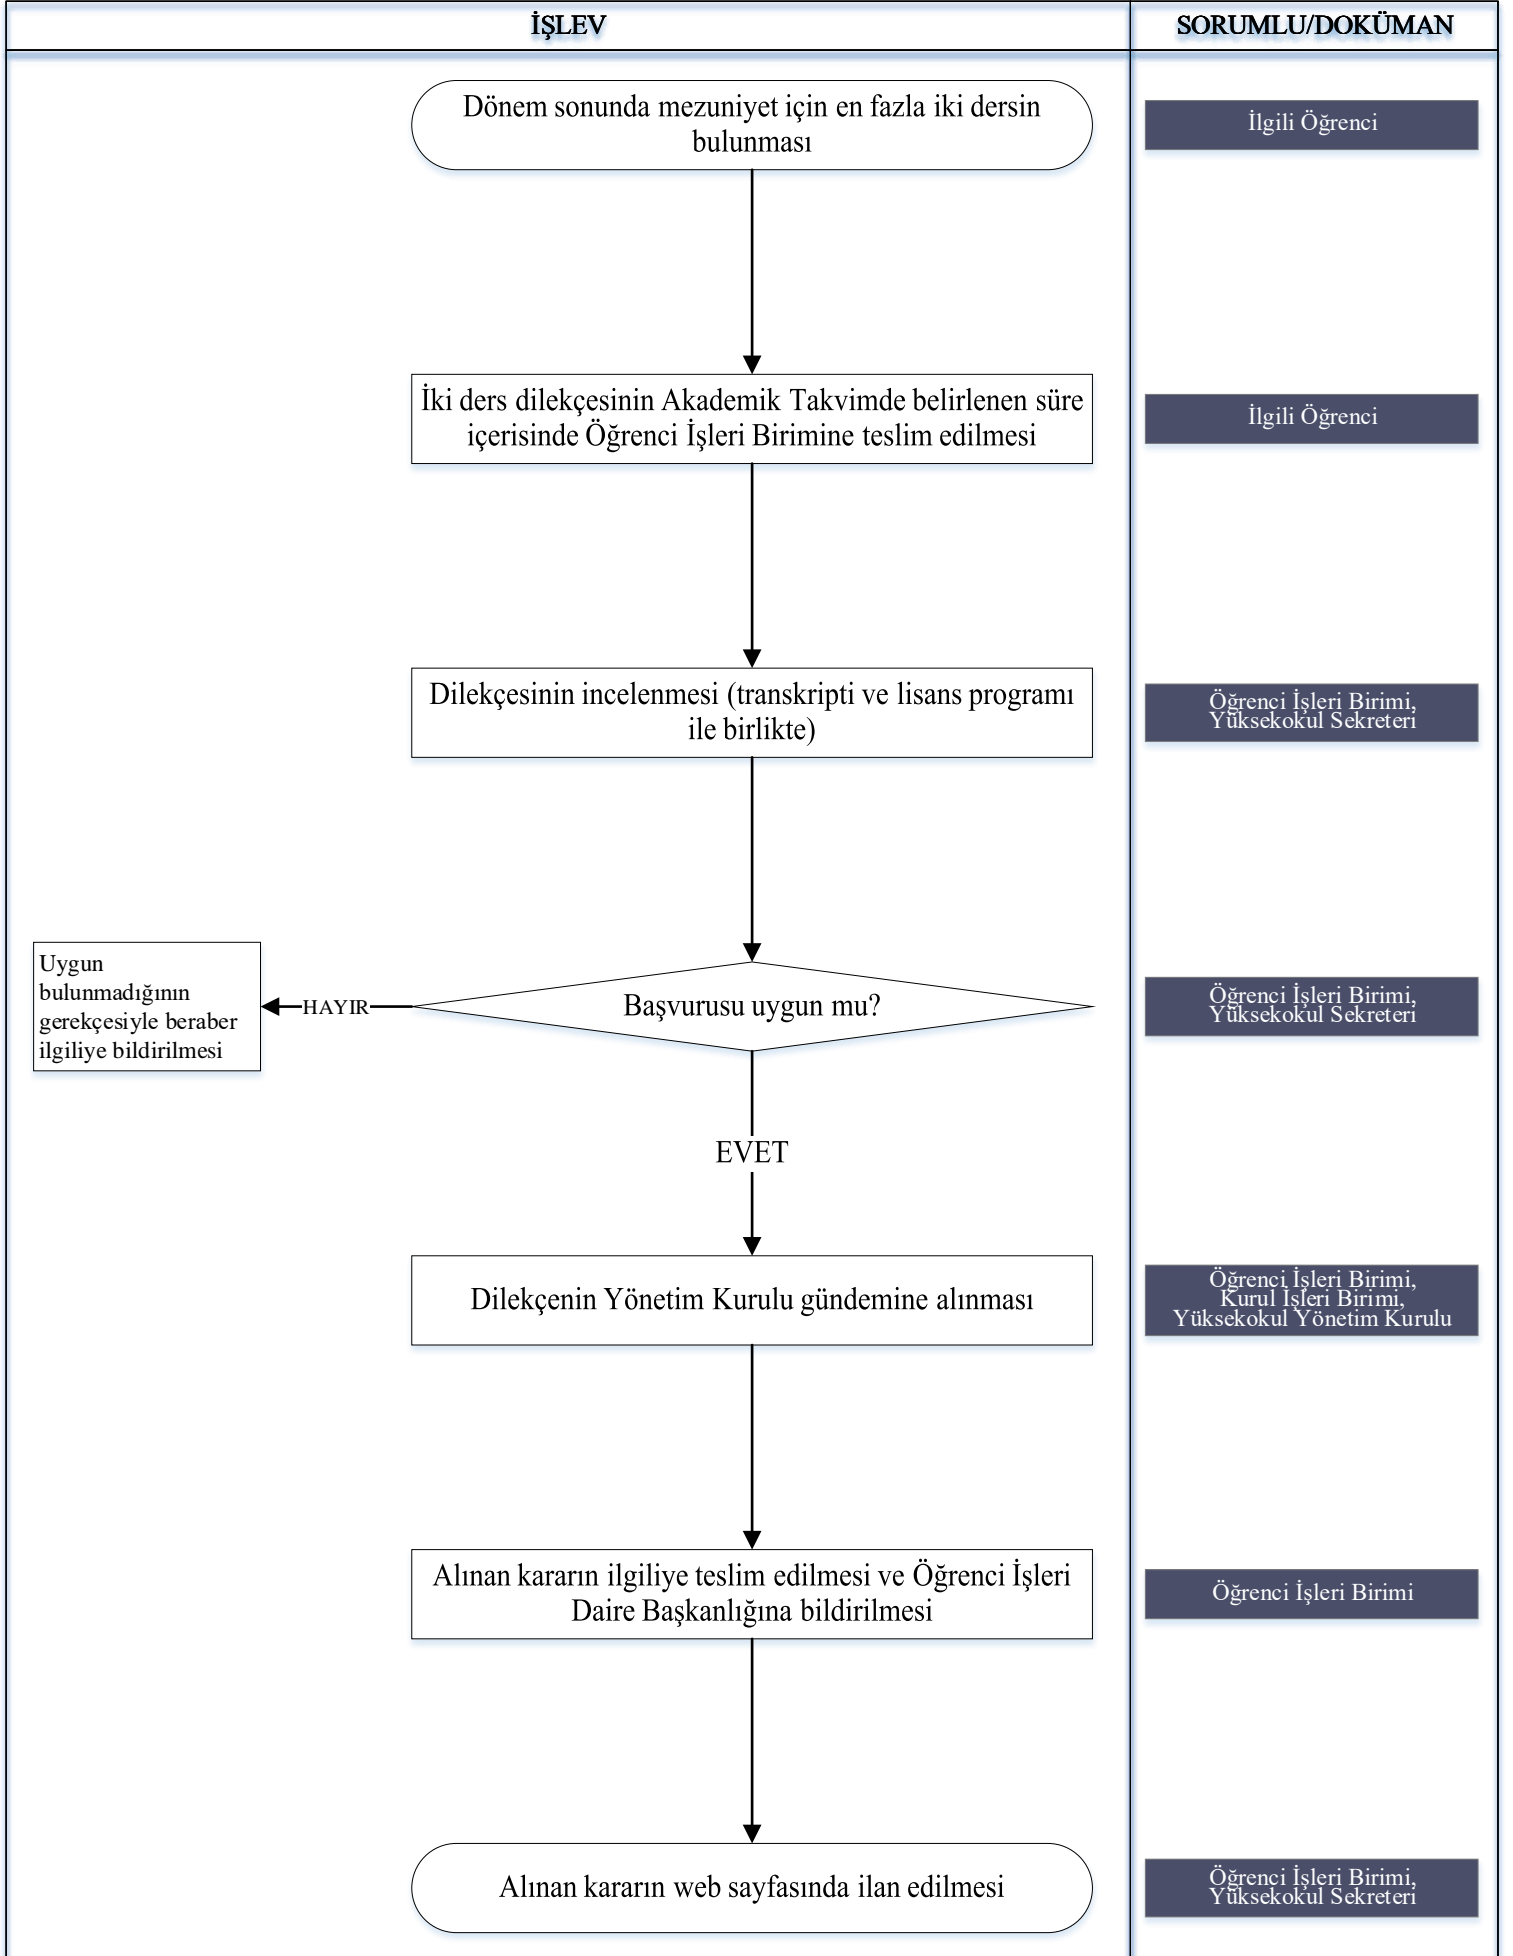 İŞLEV
SORUMLU/DOKÜMAN
Dönem sonunda mezuniyet için en fazla iki dersin
bulunması
İlgili Öğrenci
İki ders dilekçesinin Akademik Takvimde belirlenen süre
içerisinde Öğrenci İşleri Birimine teslim edilmesi
İlgili Öğrenci
Dilekçesinin incelenmesi (transkripti ve lisans programı
ile birlikte)
Öğrenci İşleri Birimi,
Yüksekokul Sekreteri
Uygun
bulunmadığının
gerekçesiyle beraber
ilgiliye bildirilmesi
HAYIR
Başvurusu uygun mu?
Öğrenci İşleri Birimi,
Yüksekokul Sekreteri
EVET
Dilekçenin Yönetim Kurulu gündemine alınması
Öğrenci İşleri Birimi,
Kurul İşleri Birimi,
Yüksekokul Yönetim Kurulu
Alınan kararın ilgiliye teslim edilmesi ve Öğrenci İşleri
Daire Başkanlığına bildirilmesi
Öğrenci İşleri Birimi
Alınan kararın web sayfasında ilan edilmesi
Öğrenci İşleri Birimi,
Yüksekokul Sekreteri